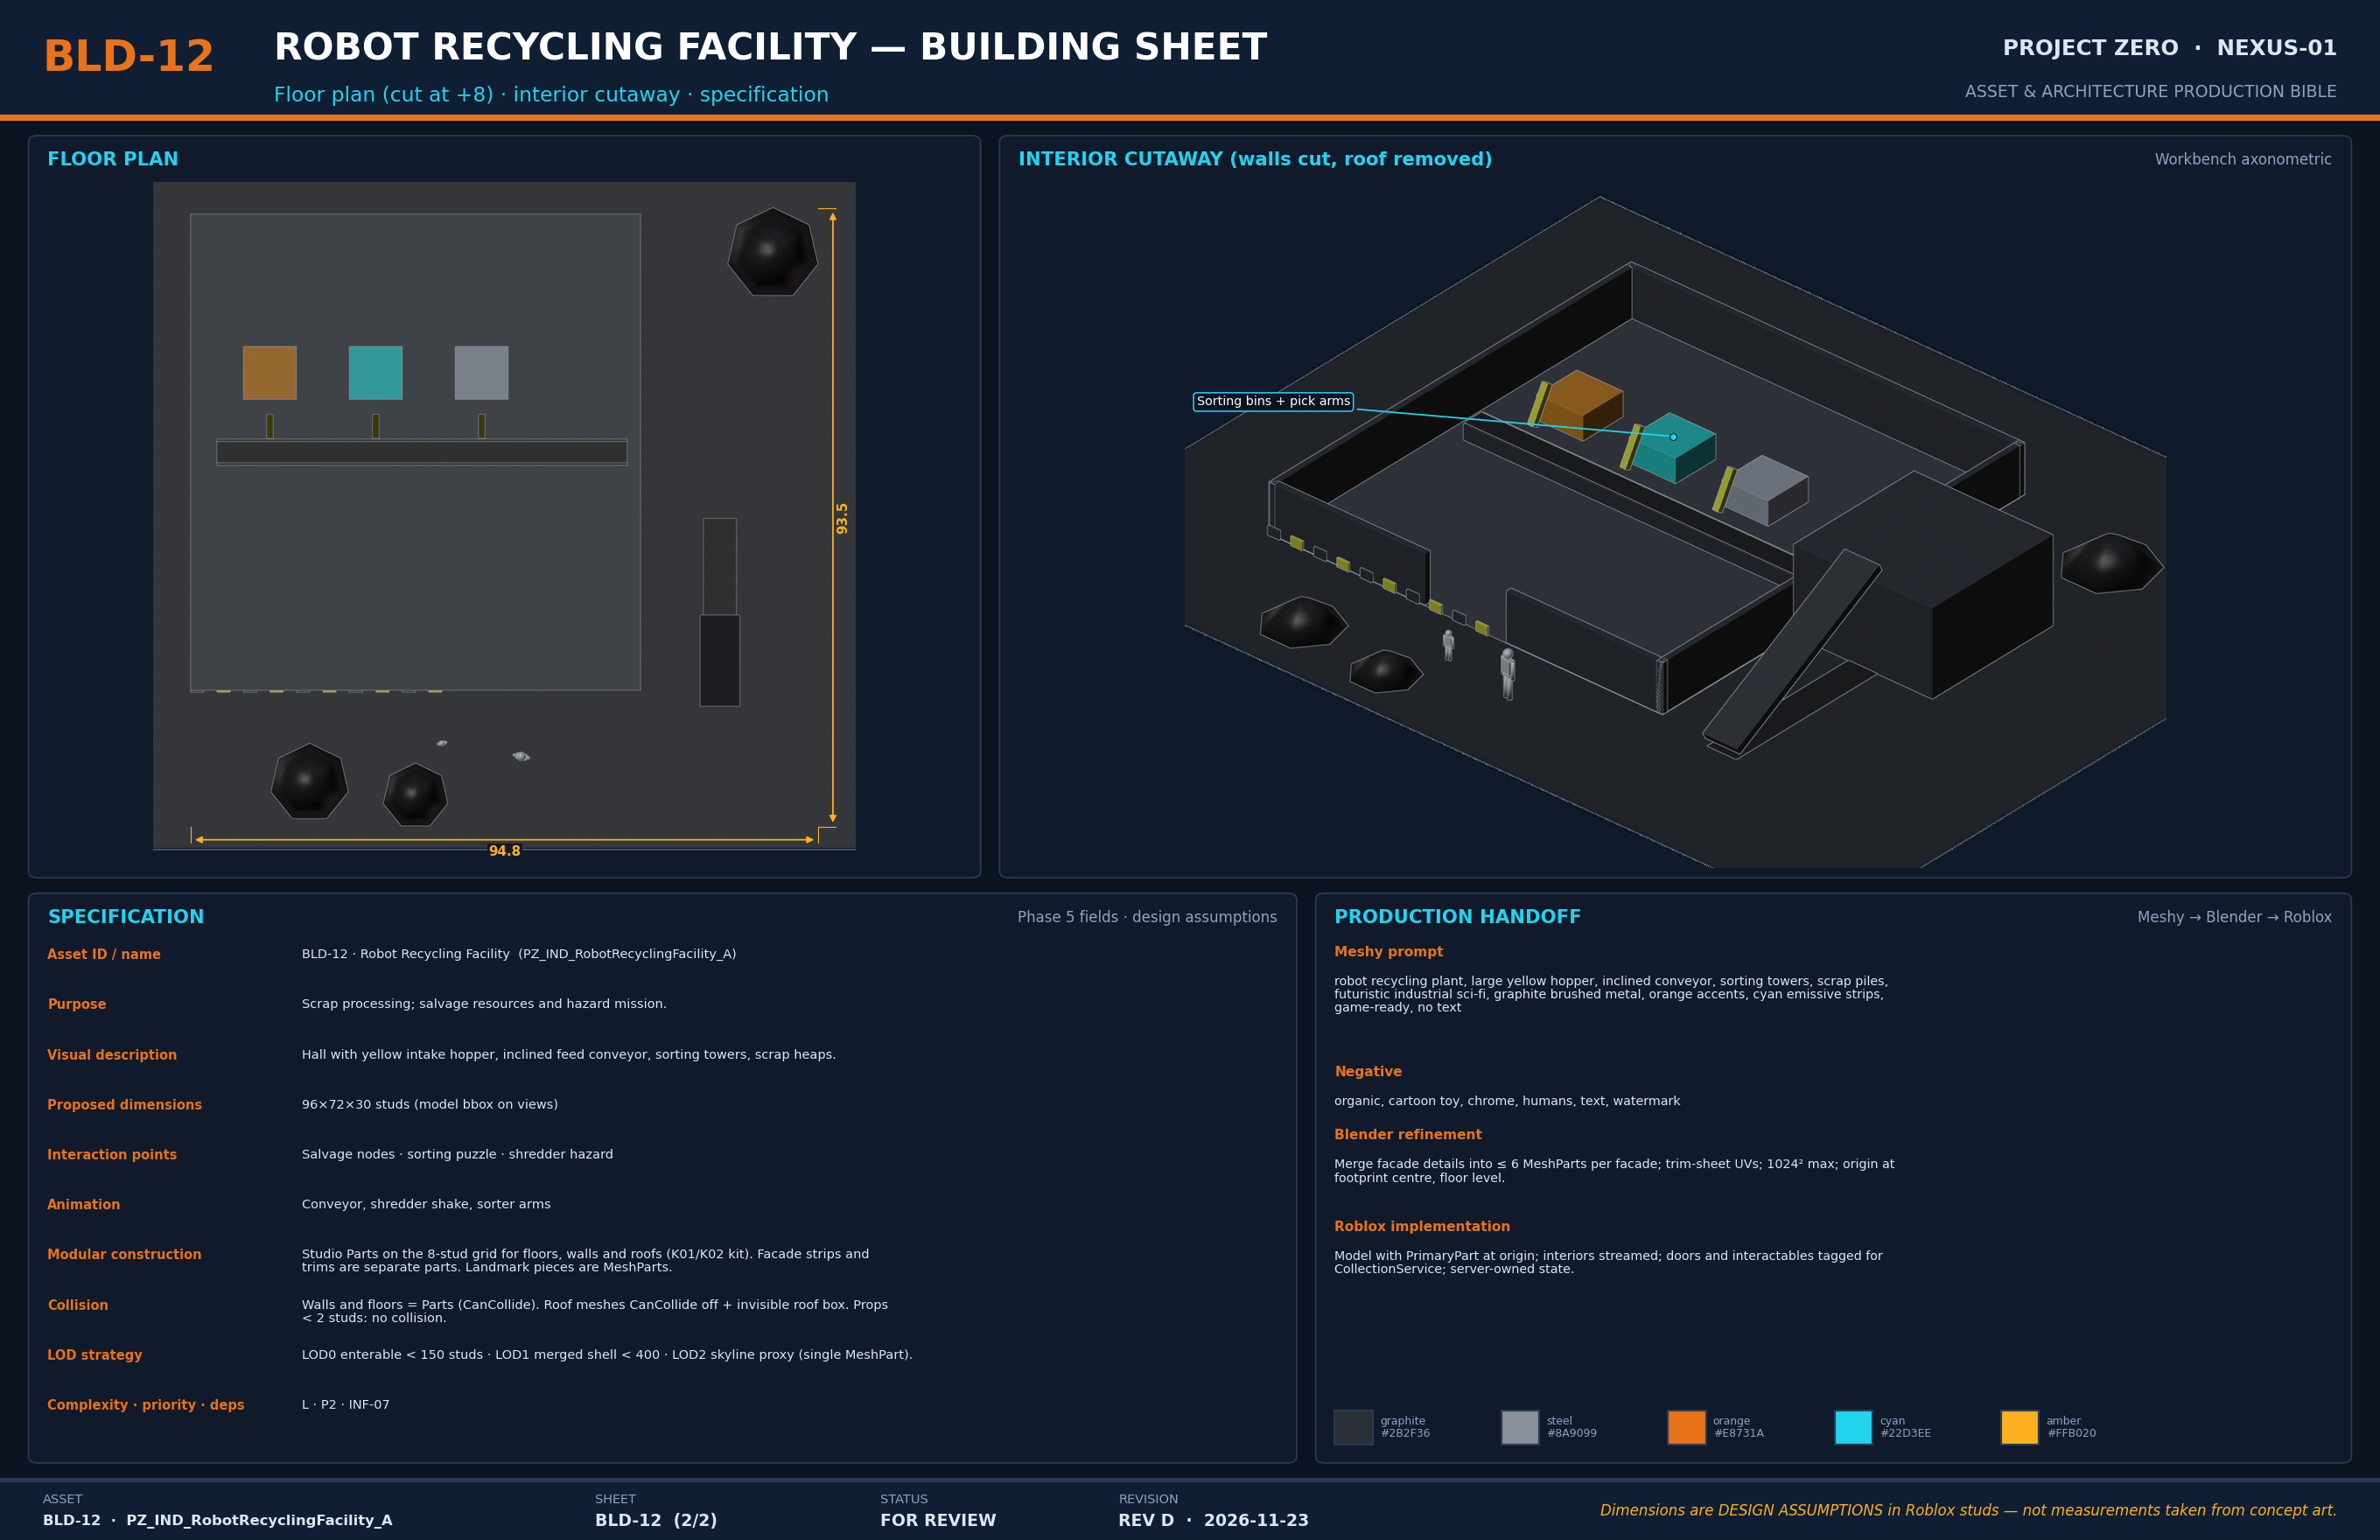 BLD-12
ROBOT RECYCLING FACILITY — BUILDING SHEET
Floor plan (cut at +8) · interior cutaway · specification
PROJECT ZERO · NEXUS-01
ASSET & ARCHITECTURE PRODUCTION BIBLE
FLOOR PLAN
93.5
94.8
INTERIOR CUTAWAY (walls cut, roof removed)
Workbench axonometric
Sorting bins + pick arms
SPECIFICATION
Phase 5 fields · design assumptions
Asset ID / name
BLD-12 · Robot Recycling Facility (PZ_IND_RobotRecyclingFacility_A)
Purpose
Scrap processing; salvage resources and hazard mission.
Visual description
Hall with yellow intake hopper, inclined feed conveyor, sorting towers, scrap heaps.
Proposed dimensions
96×72×30 studs (model bbox on views)
Interaction points
Salvage nodes · sorting puzzle · shredder hazard
Animation
Conveyor, shredder shake, sorter arms
Modular construction
Studio Parts on the 8-stud grid for floors, walls and roofs (K01/K02 kit). Facade strips and
trims are separate parts. Landmark pieces are MeshParts.
Collision
Walls and floors = Parts (CanCollide). Roof meshes CanCollide off + invisible roof box. Props
< 2 studs: no collision.
LOD strategy
LOD0 enterable < 150 studs · LOD1 merged shell < 400 · LOD2 skyline proxy (single MeshPart).
Complexity · priority · deps
L · P2 · INF-07
PRODUCTION HANDOFF
Meshy → Blender → Roblox
Meshy prompt
robot recycling plant, large yellow hopper, inclined conveyor, sorting towers, scrap piles,
futuristic industrial sci-fi, graphite brushed metal, orange accents, cyan emissive strips,
game-ready, no text
Negative
organic, cartoon toy, chrome, humans, text, watermark
Blender refinement
Merge facade details into ≤ 6 MeshParts per facade; trim-sheet UVs; 1024² max; origin at
footprint centre, floor level.
Roblox implementation
Model with PrimaryPart at origin; interiors streamed; doors and interactables tagged for
CollectionService; server-owned state.
graphite
#2B2F36
steel
#8A9099
orange
#E8731A
cyan
#22D3EE
amber
#FFB020
ASSET
BLD-12 · PZ_IND_RobotRecyclingFacility_A
SHEET
BLD-12 (2/2)
STATUS
FOR REVIEW
REVISION
REV D · 2026-11-23
Dimensions are DESIGN ASSUMPTIONS in Roblox studs — not measurements taken from concept art.